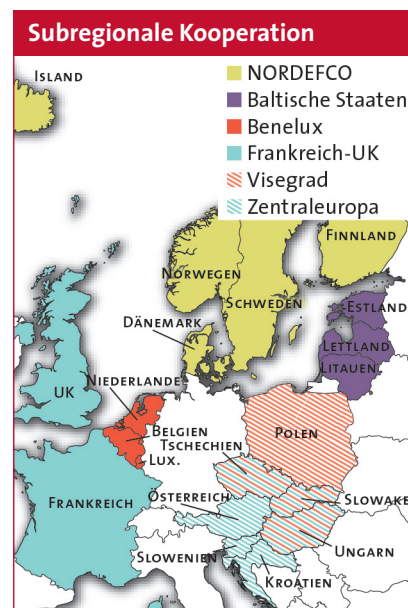 Subregionale Kooperation
ISLAND
NORDEFCO
Baltische Staaten
Benelux
Frankreich-UK
Visegrad
Zentraleuropa
FINNLAND
NORWEGEN
SCHWEDEN
ESTLAND
DÄNEMARK
LETTLAND
LITAUEN
UK
NIEDERLANDE
BELGIEN
POLEN
TSCHECHIEN
LUX.
ÖSTERREICH
SLOWAKE
FRANKREICH
UNGARN
SLOWENIEN
KROATIEN